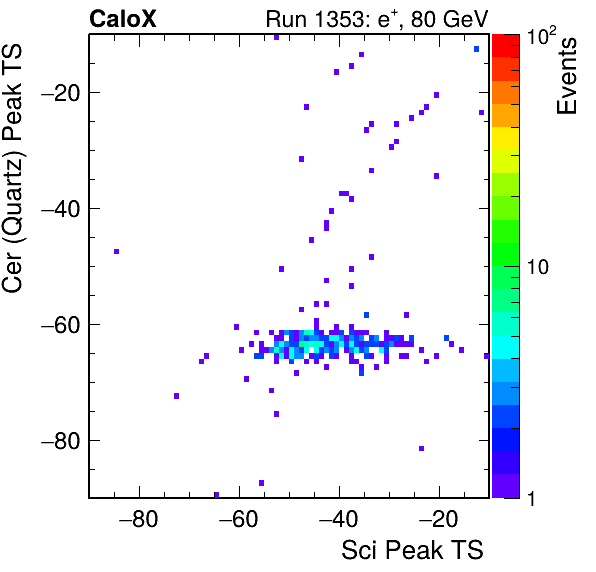 CaloX
Run 1353: e+, 80 GeV
Cer (Quartz) Peak TS
−20
−40
−60
−80
−80
−60
−40
−20
Sci Peak TS
10²
10
1
Events